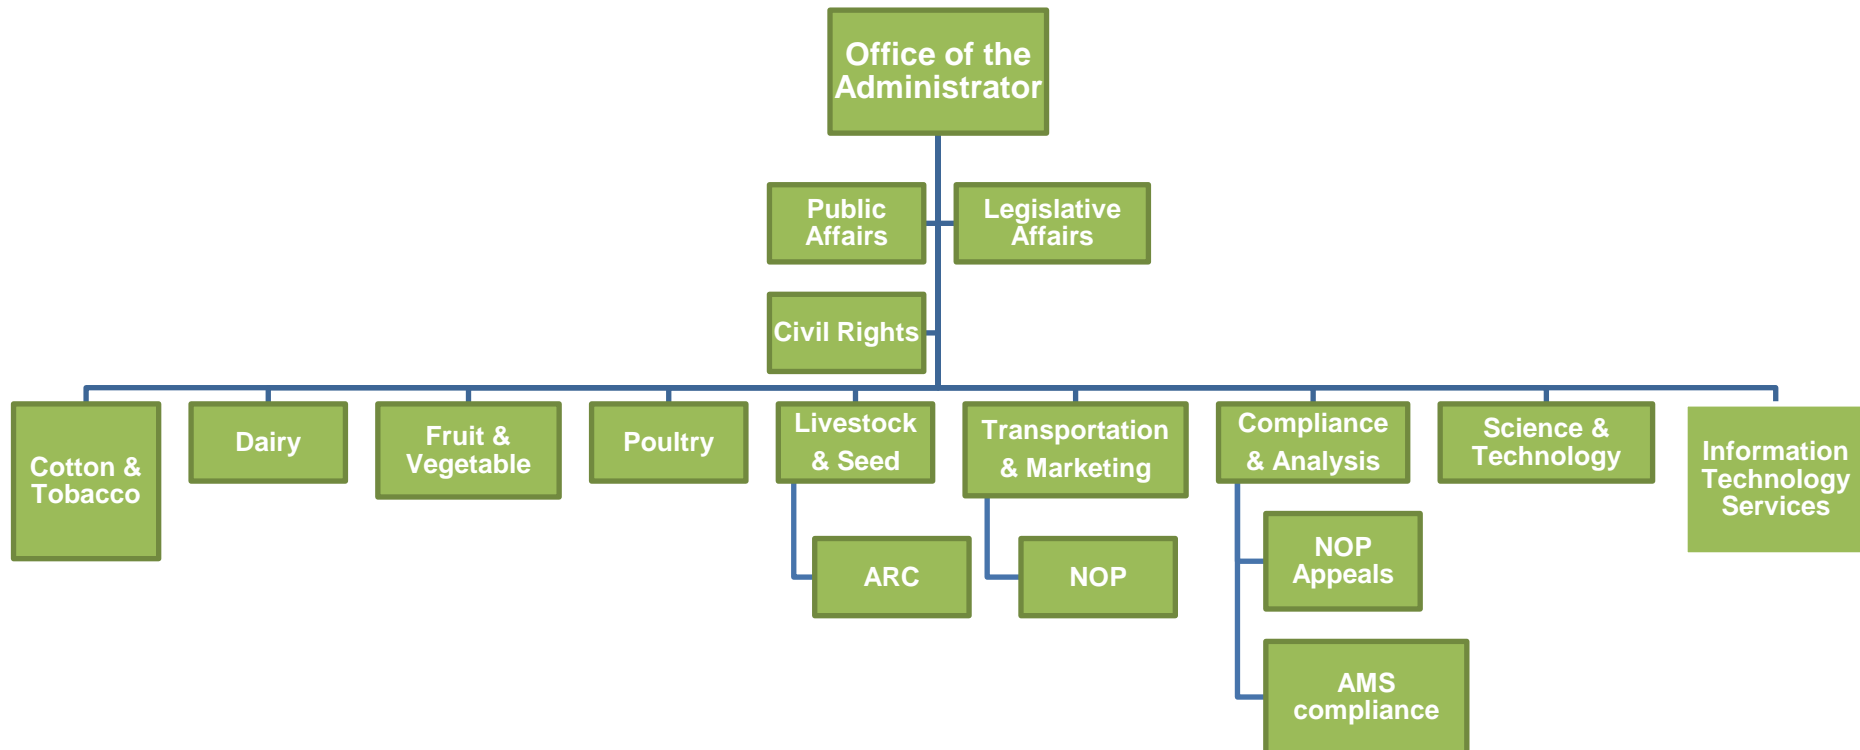 Office of the
Administrator
Public
Affairs
Legislative
Affairs
Civil Rights
Cotton &
Tobacco
Dairy
Fruit &
Vegetable
Poultry
Livestock
& Seed
Transportation
& Marketing
Compliance
& Analysis
Science &
Technology
Information
Technology
Services
ARC
NOP
NOP
Appeals
AMS
compliance